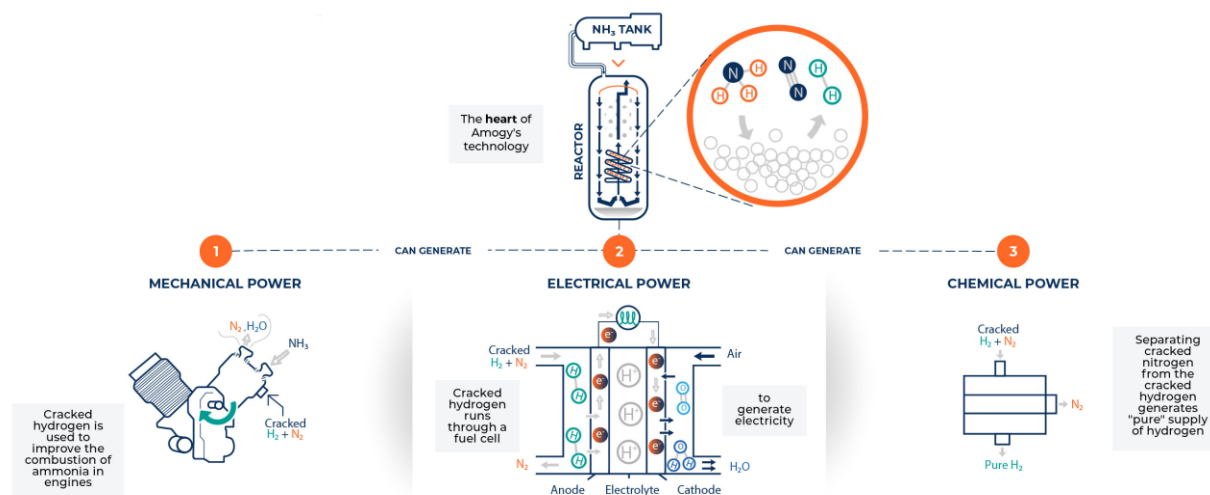 NH₃ TANK
The heart of
Amogy's
technology
REACTOR
N
H
H
H
N
N
H
H
1
CAN GENERATE
2
CAN GENERATE
3
MECHANICAL POWER
N₂ ,H₂O
NH₃
Cracked
H₂ + N₂
Cracked
hydrogen is
used to
improve the
combustion of
ammonia in
engines
ELECTRICAL POWER
e⁻
Cracked
H₂ + N₂
Air
H
H
H
H
e⁻
e⁻
e⁻
e⁻
e⁻
H⁺
H⁺
H⁺
O
O
O
H
H
Cracked
hydrogen
runs
through a
fuel cell
to
generate
electricity
N₂
H₂O
Anode
Electrolyte
Cathode
CHEMICAL POWER
Cracked
H₂ + N₂
N₂
Pure H₂
Separating
cracked
nitrogen
from the
cracked
hydrogen
generates
"pure" supply
of hydrogen